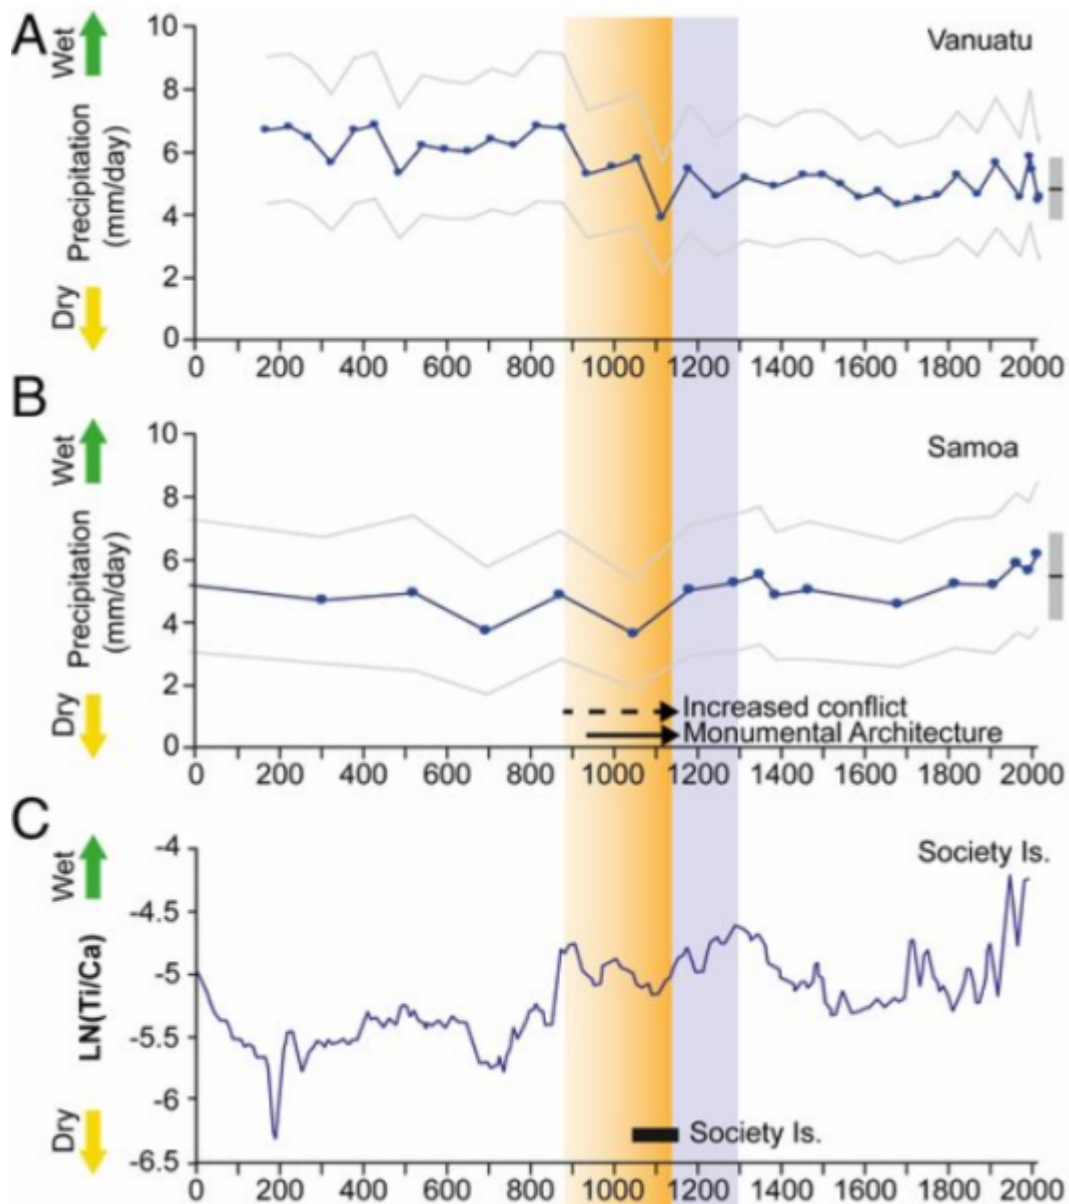 A
Wet
Precipitation
(mm/day)
Dry
10
8
6
4
2
0
Vanuatu
0 200 400 600 800 1000 1200 1400 1600 1800 2000
B
Wet
Precipitation
(mm/day)
Dry
10
8
6
4
2
0
Samoa
Increased conflict
Monumental Architecture
0 200 400 600 800 1000 1200 1400 1600 1800 2000
C
Wet
LN(Ti/Ca)
Dry
-4
-4.5
-5
-5.5
-6
-6.5
Society Is.
Society Is.
0 200 400 600 800 1000 1200 1400 1600 1800 2000